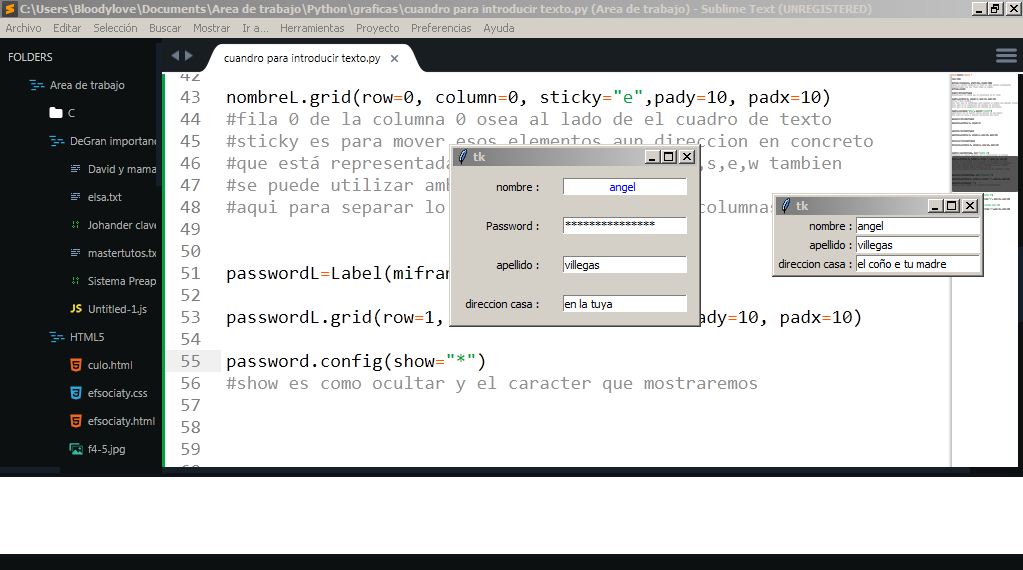 C:\Users\Bloodylove\Documents\Area de trabajo\Python\graficas\cuandro para introducir texto.py (Area de trabajo) - Sublime Text (UNREGISTERED)
Archivo Editar Selección Buscar Mostrar Ir a... Herramientas Proyecto Preferencias Ayuda
FOLDERS
Area de trabajo
C
DeGran importanc
David y mama
elsa.txt
Johander clave
mastertutos.tx
Sistema Preap
Untitled-1.js
HTML5
culo.html
efsociaty.css
efsociaty.html
f4-5.jpg
cuandro para introducir texto.py
42
43 nombreL.grid(row=0, column=0, sticky="e",pady=10, padx=10)
44 #fila 0 de la columna 0 osea al lado de el cuadro de texto
45 #sticky es para mover esos elementos aun direccion en concreto
46 #que está representada ,s,e,w tambien
47 #se puede utilizar amb
48 #aqui para separar lo columnas
49
50
51 passwordL=Label(mifram
52
53 passwordL.grid(row=1, ady=10, padx=10)
54
55 password.config(show="*")
56 #show es como ocultar y el caracter que mostraremos
57
58
59
tk
nombre : angel
Password : ***************
apellido : villegas
direccion casa : en la tuya
tk
nombre : angel
apellido : villegas
direccion casa : el coño e tu madre